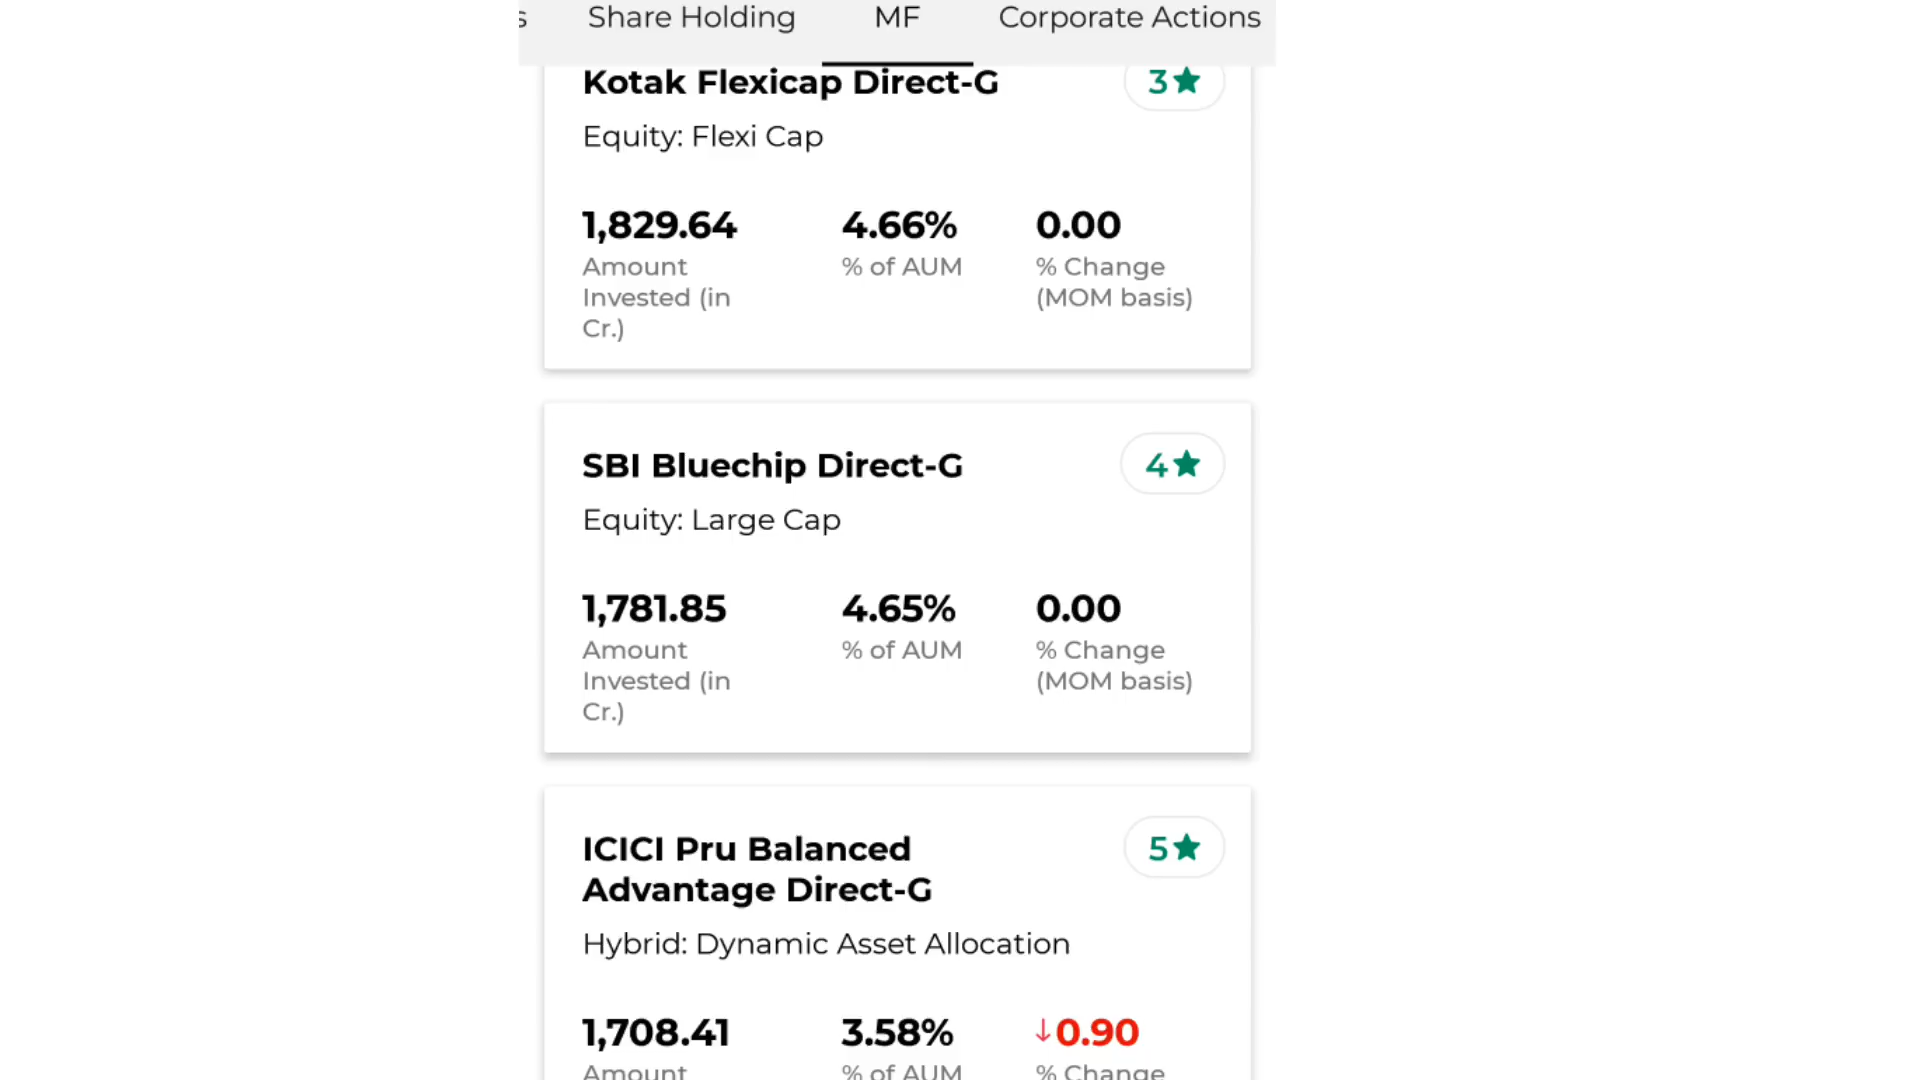 s Share Holding MF Corporate Actions
Kotak Flexicap Direct-G 3★
Equity: Flexi Cap
1,829.64 4.66% 0.00
Amount % of AUM % Change
Invested (in (MOM basis)
Cr.)
SBI Bluechip Direct-G 4★
Equity: Large Cap
1,781.85 4.65% 0.00
Amount % of AUM % Change
Invested (in (MOM basis)
Cr.)
ICICI Pru Balanced 5★
Advantage Direct-G
Hybrid: Dynamic Asset Allocation
1,708.41 3.58% ↓0.90
Amount % of AUM % Change